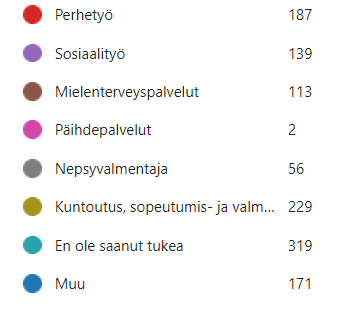 Perhetyö 187
Sosiaalityö 139
Mielenterveyspalvelut 113
Päihdepalvelut 2
Nepsyvalmentaja 56
Kuntoutus, sopeutumis- ja valm... 229
En ole saanut tukea 319
Muu 171